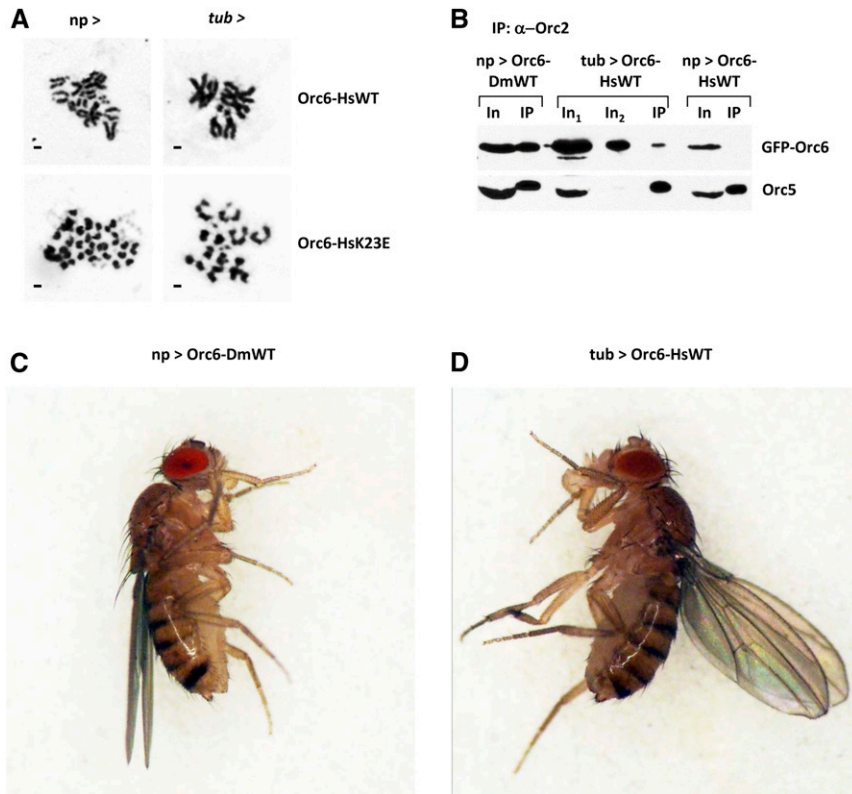 A
np >
tub >
Orc6-HsWT
Orc6-HsK23E
B
IP: α–Orc2
np > Orc6-
DmWT
tub > Orc6-
HsWT
np > Orc6-
HsWT
In IP In₁ In₂ IP In IP
GFP-Orc6
Orc5
C
np > Orc6-DmWT
D
tub > Orc6-HsWT